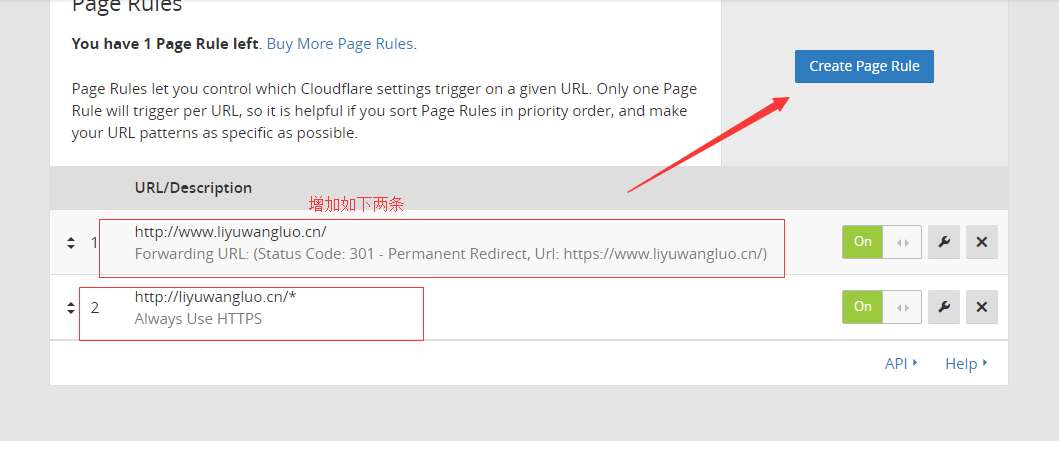 Page Rules
You have 1 Page Rule left. Buy More Page Rules.
Create Page Rule
Page Rules let you control which Cloudflare settings trigger on a given URL. Only one Page
Rule will trigger per URL, so it is helpful if you sort Page Rules in priority order, and make
your URL patterns as specific as possible.
URL/Description
增加如下两条
1
http://www.liyuwangluo.cn/
Forwarding URL: (Status Code: 301 - Permanent Redirect, Url: https://www.liyuwangluo.cn/)
On
2
http://liyuwangluo.cn/*
Always Use HTTPS
On
API
Help